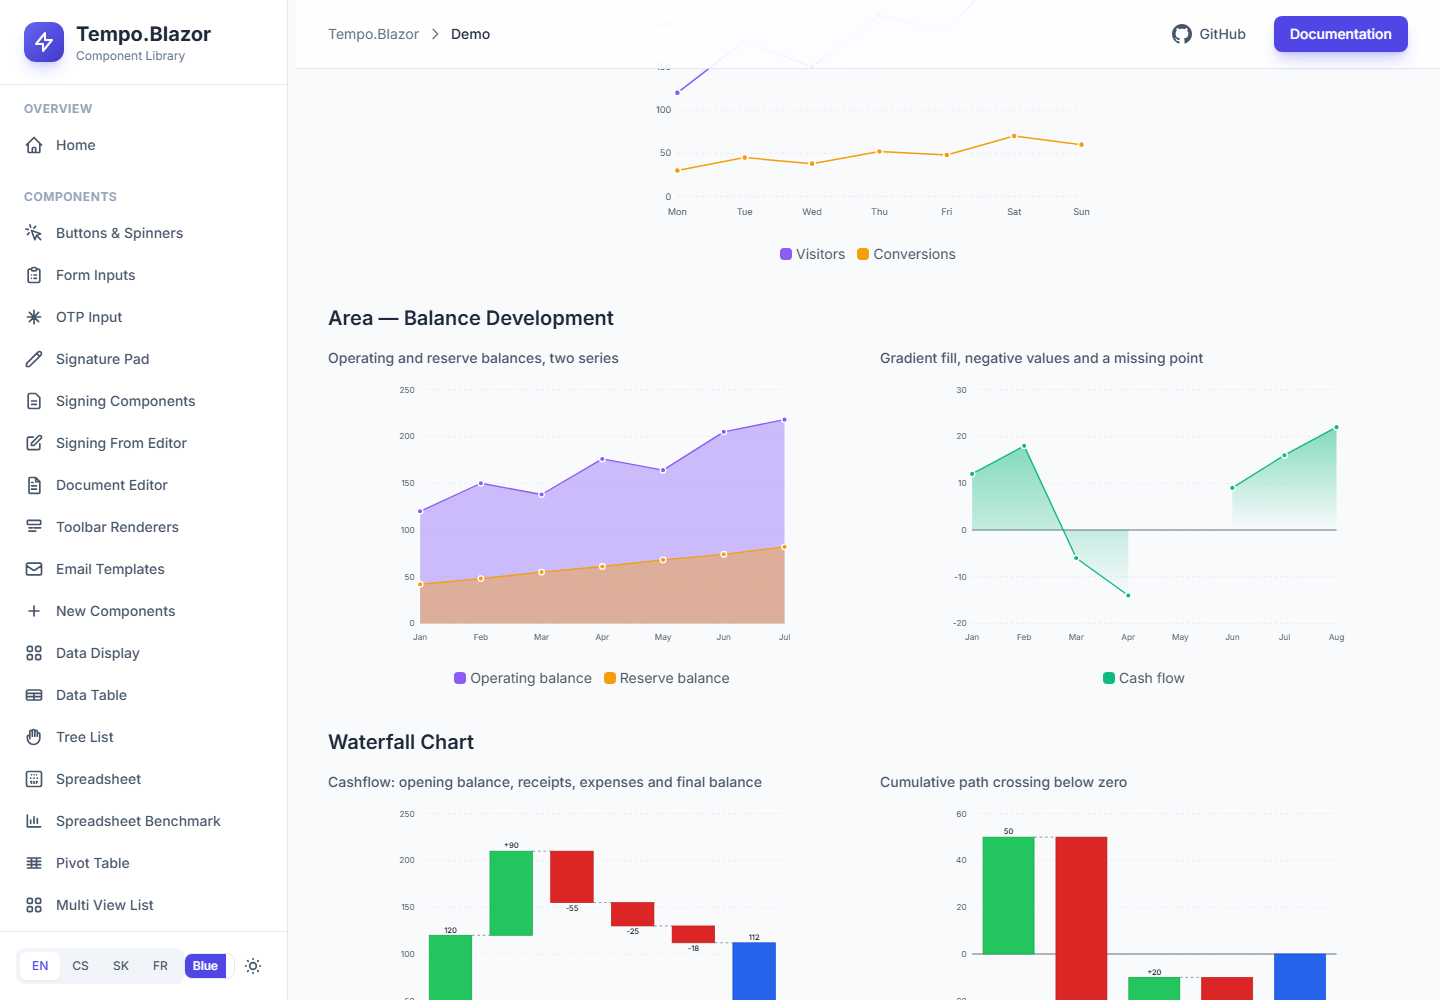 Tempo.Blazor
Component Library
OVERVIEW
Home
COMPONENTS
Buttons & Spinners
Form Inputs
OTP Input
Signature Pad
Signing Components
Signing From Editor
Document Editor
Toolbar Renderers
Email Templates
New Components
Data Display
Data Table
Tree List
Spreadsheet
Spreadsheet Benchmark
Pivot Table
Multi View List
EN CS SK FR Blue
Tempo.Blazor > Demo
GitHub
Documentation
100
50
0
Mon Tue Wed Thu Fri Sat Sun
Visitors Conversions
Area — Balance Development
Operating and reserve balances, two series
250
200
150
100
50
0
Jan Feb Mar Apr May Jun Jul
Operating balance Reserve balance
Gradient fill, negative values and a missing point
30
20
10
0
-10
-20
Jan Feb Mar Apr May Jun Jul Aug
Cash flow
Waterfall Chart
Cashflow: opening balance, receipts, expenses and final balance
250
200
150
100
120
+90
-55
-25
-18
112
Cumulative path crossing below zero
60
40
20
0
50
+20